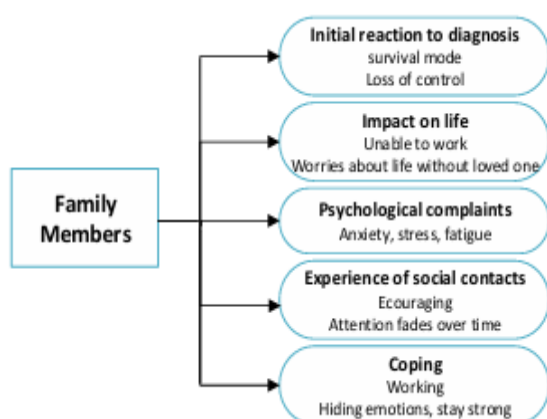 Family
Members
Initial reaction to diagnosis
survival mode
Loss of control
Impact on life
Unable to work
Worries about life without loved one
Psychological complaints
Anxiety, stress, fatigue
Experience of social contacts
Ecouraging
Attention fades over time
Coping
Working
Hiding emotions, stay strong